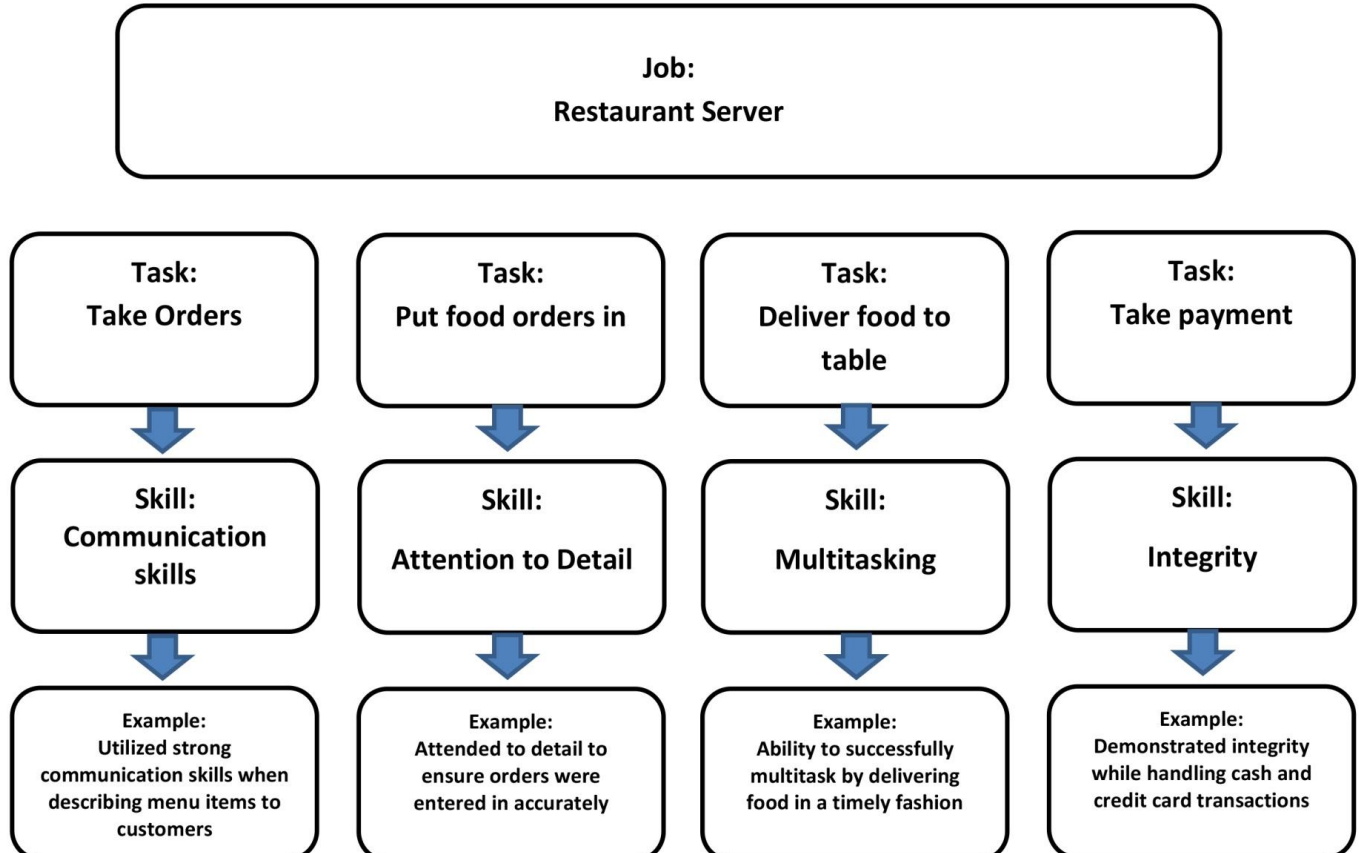 Job:
Restaurant Server
Task:
Take Orders
Task:
Put food orders in
Task:
Deliver food to
table
Task:
Take payment
Skill:
Communication
skills
Skill:
Attention to Detail
Skill:
Multitasking
Skill:
Integrity
Example:
Utilized strong
communication skills when
describing menu items to
customers
Example:
Attended to detail to
ensure orders were
entered in accurately
Example:
Ability to successfully
multitask by delivering
food in a timely fashion
Example:
Demonstrated integrity
while handling cash and
credit card transactions